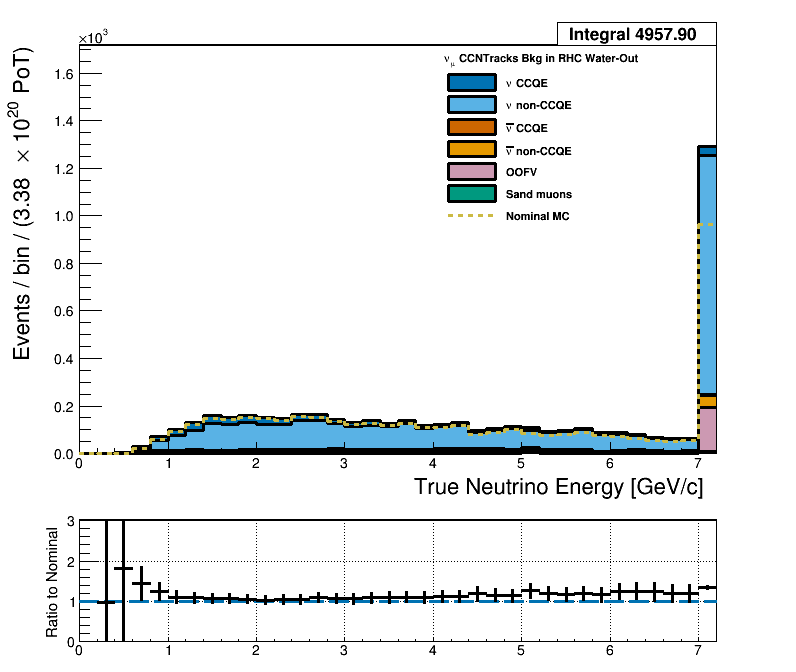 Integral 4957.90
×10³
ν_μ CCNTracks Bkg in RHC Water-Out
ν CCQE
ν non-CCQE
ν̅ CCQE
ν̅ non-CCQE
OOFV
Sand muons
Nominal MC
Events / bin / (3.38 × 10²⁰ PoT)
1.6
1.4
1.2
1.0
0.8
0.6
0.4
0.2
0.0
0 1 2 3 4 5 6 7
True Neutrino Energy [GeV/c]
Ratio to Nominal
3
2
1
0
0 1 2 3 4 5 6 7